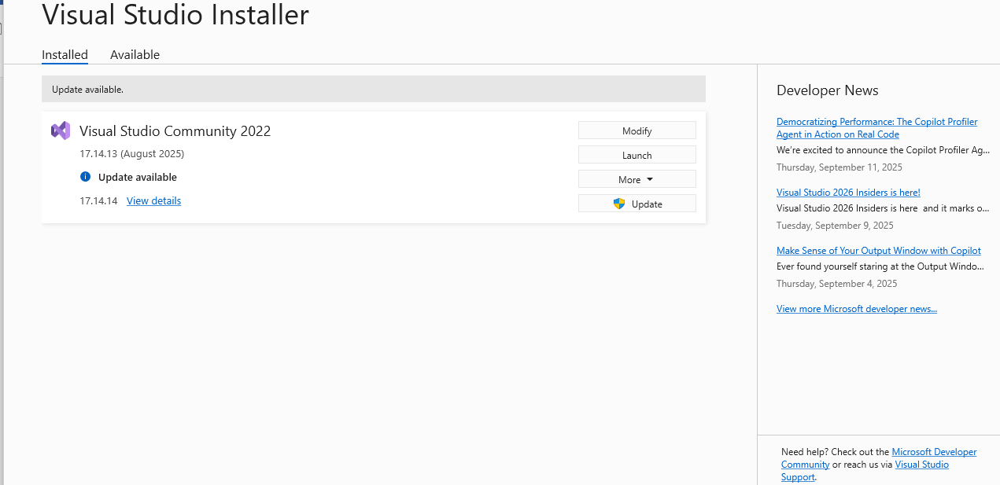 Visual Studio Installer
Installed Available
Update available.
Visual Studio Community 2022
17.14.13 (August 2025)
Update available
17.14.14 View details
Modify
Launch
More
Update
Developer News
Democratizing Performance: The Copilot Profiler
Agent in Action on Real Code
We're excited to announce the Copilot Profiler Ag...
Thursday, September 11, 2025
Visual Studio 2026 Insiders is here!
Visual Studio 2026 Insiders is here  and it marks o...
Tuesday, September 9, 2025
Make Sense of Your Output Window with Copilot
Ever found yourself staring at the Output Windo...
Thursday, September 4, 2025
View more Microsoft developer news...
Need help? Check out the Microsoft Developer
Community or reach us via Visual Studio
Support.